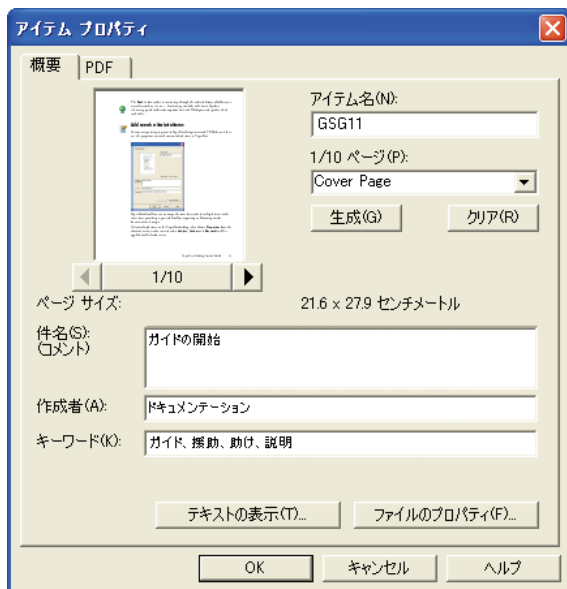 アイテム プロパティ
概要
PDF
アイテム名(N):
GSG11
1/10 ページ(P):
Cover Page
生成(G)
クリア(R)
1/10
ページ サイズ:
21.6 x 27.9 センチメートル
件名(S):
(コメント)
ガイドの開始
作成者(A):
ドキュメンテーション
キーワード(K):
ガイド、援助、助け、説明
テキストの表示(T)...
ファイルのプロパティ(F)...
OK
キャンセル
ヘルプ